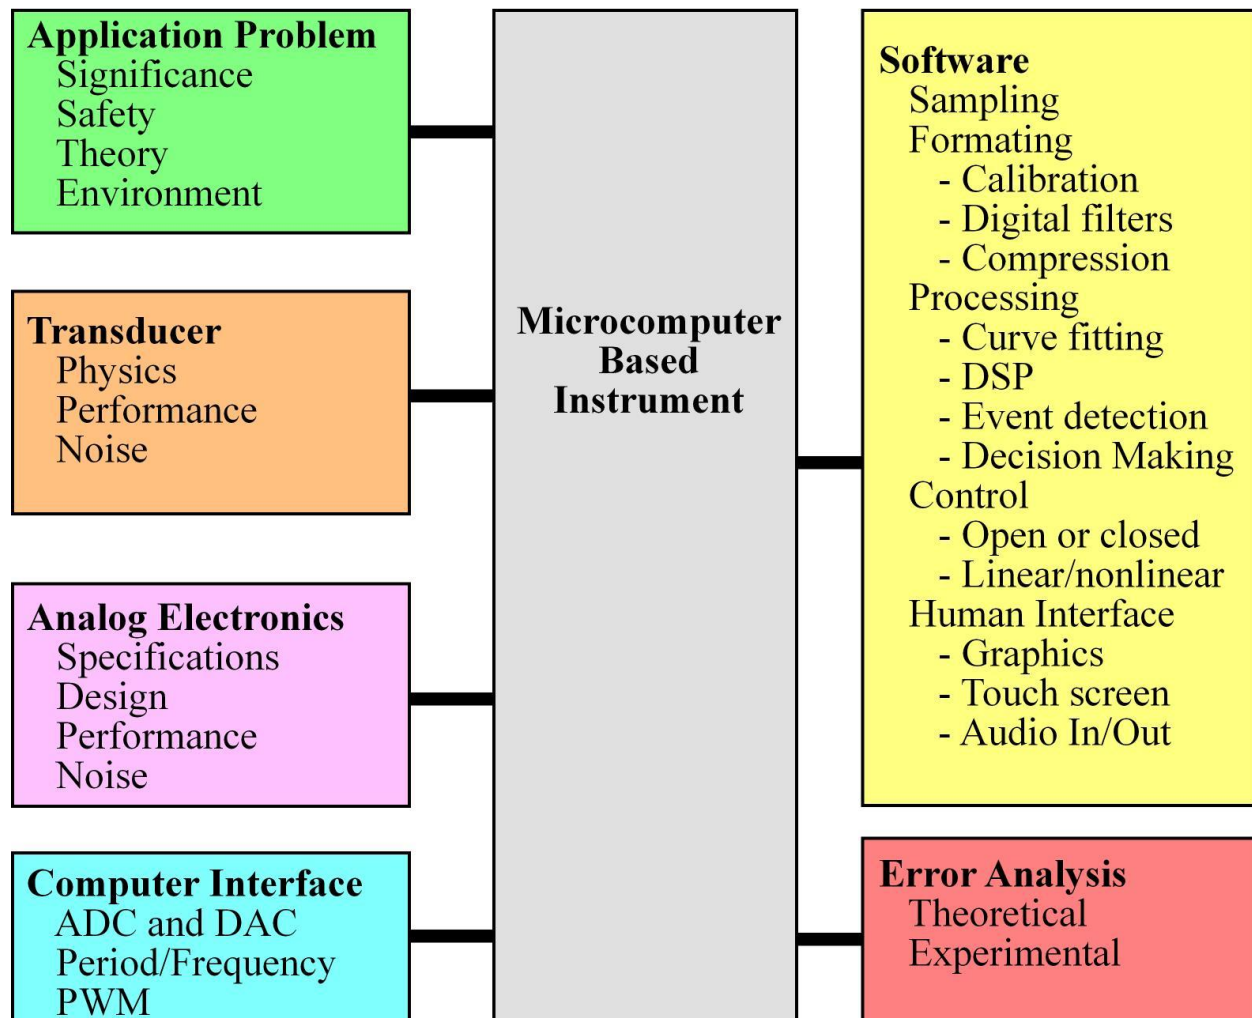 Application Problem
Significance
Safety
Theory
Environment
Transducer
Physics
Performance
Noise
Analog Electronics
Specifications
Design
Performance
Noise
Computer Interface
ADC and DAC
Period/Frequency
PWM
Microcomputer
Based
Instrument
Software
Sampling
Formating
- Calibration
- Digital filters
- Compression
Processing
- Curve fitting
- DSP
- Event detection
- Decision Making
Control
- Open or closed
- Linear/nonlinear
Human Interface
- Graphics
- Touch screen
- Audio In/Out
Error Analysis
Theoretical
Experimental